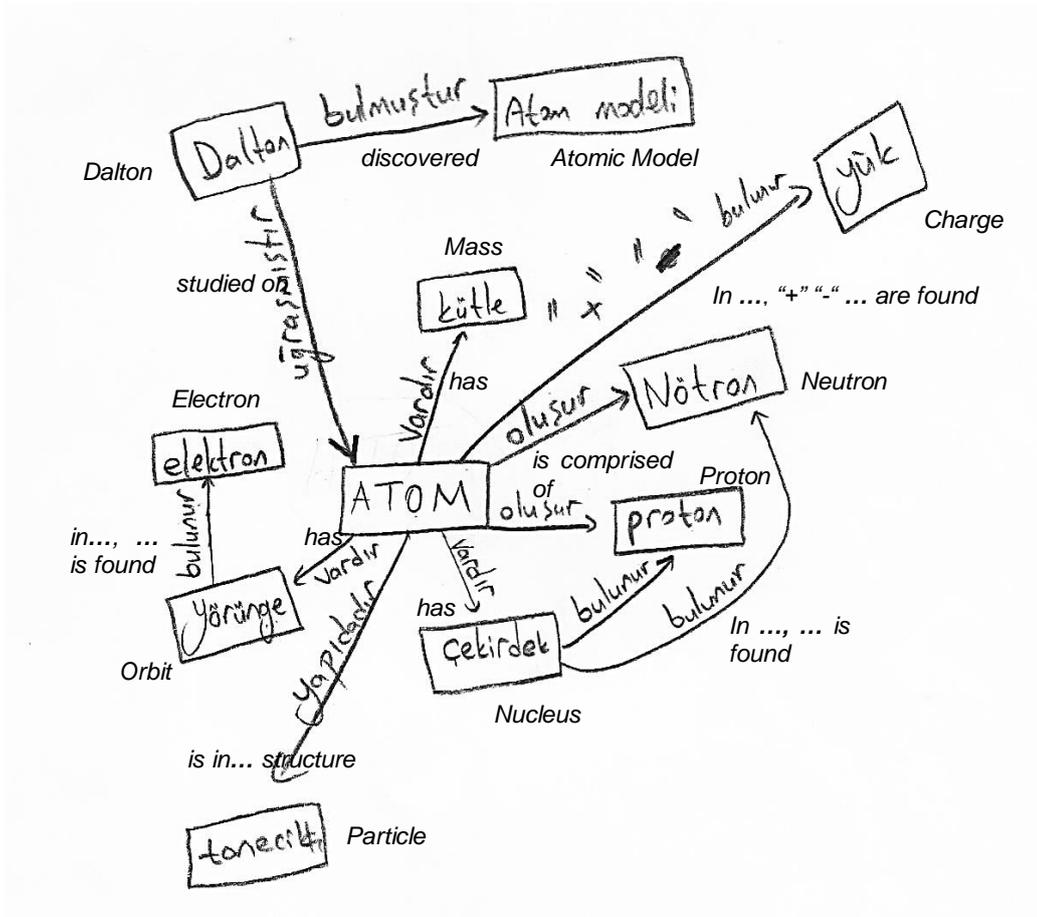 bulmuştur
Atom modeli
Dalton
discovered
Atomic Model
Dalton
yük
bulunur
Charge
uğraşmıştır
studied on
Mass
kütle
" x " "
In ..., "+" "-" ... are found
Vardır
has
Nötron
Neutron
oluşur
is comprised
of
Electron
elektron
ATOM
oluşur
Proton
proton
in..., ...
is found
bulunur
has
vardır
vardır
has
bulunur
bulunur
In ..., ... is
found
yörünge
Orbit
yapıdadır
Çekirdek
Nucleus
is in... structure
Particle